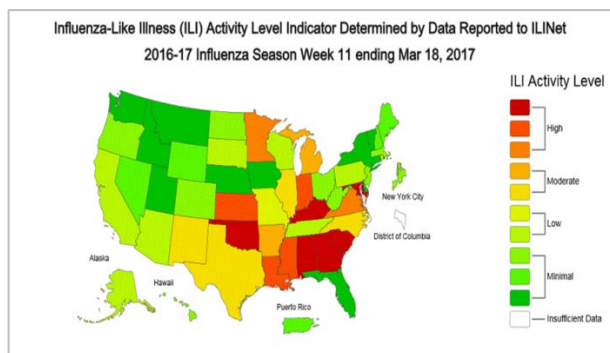 Influenza-Like Illness (ILI) Activity Level Indicator Determined by Data Reported to ILINet
2016-17 Influenza Season Week 11 ending Mar 18, 2017
ILI Activity Level
High
Moderate
Low
Minimal
Insufficient Data
New York City
District of Columbia
Alaska
Hawaii
Puerto Rico